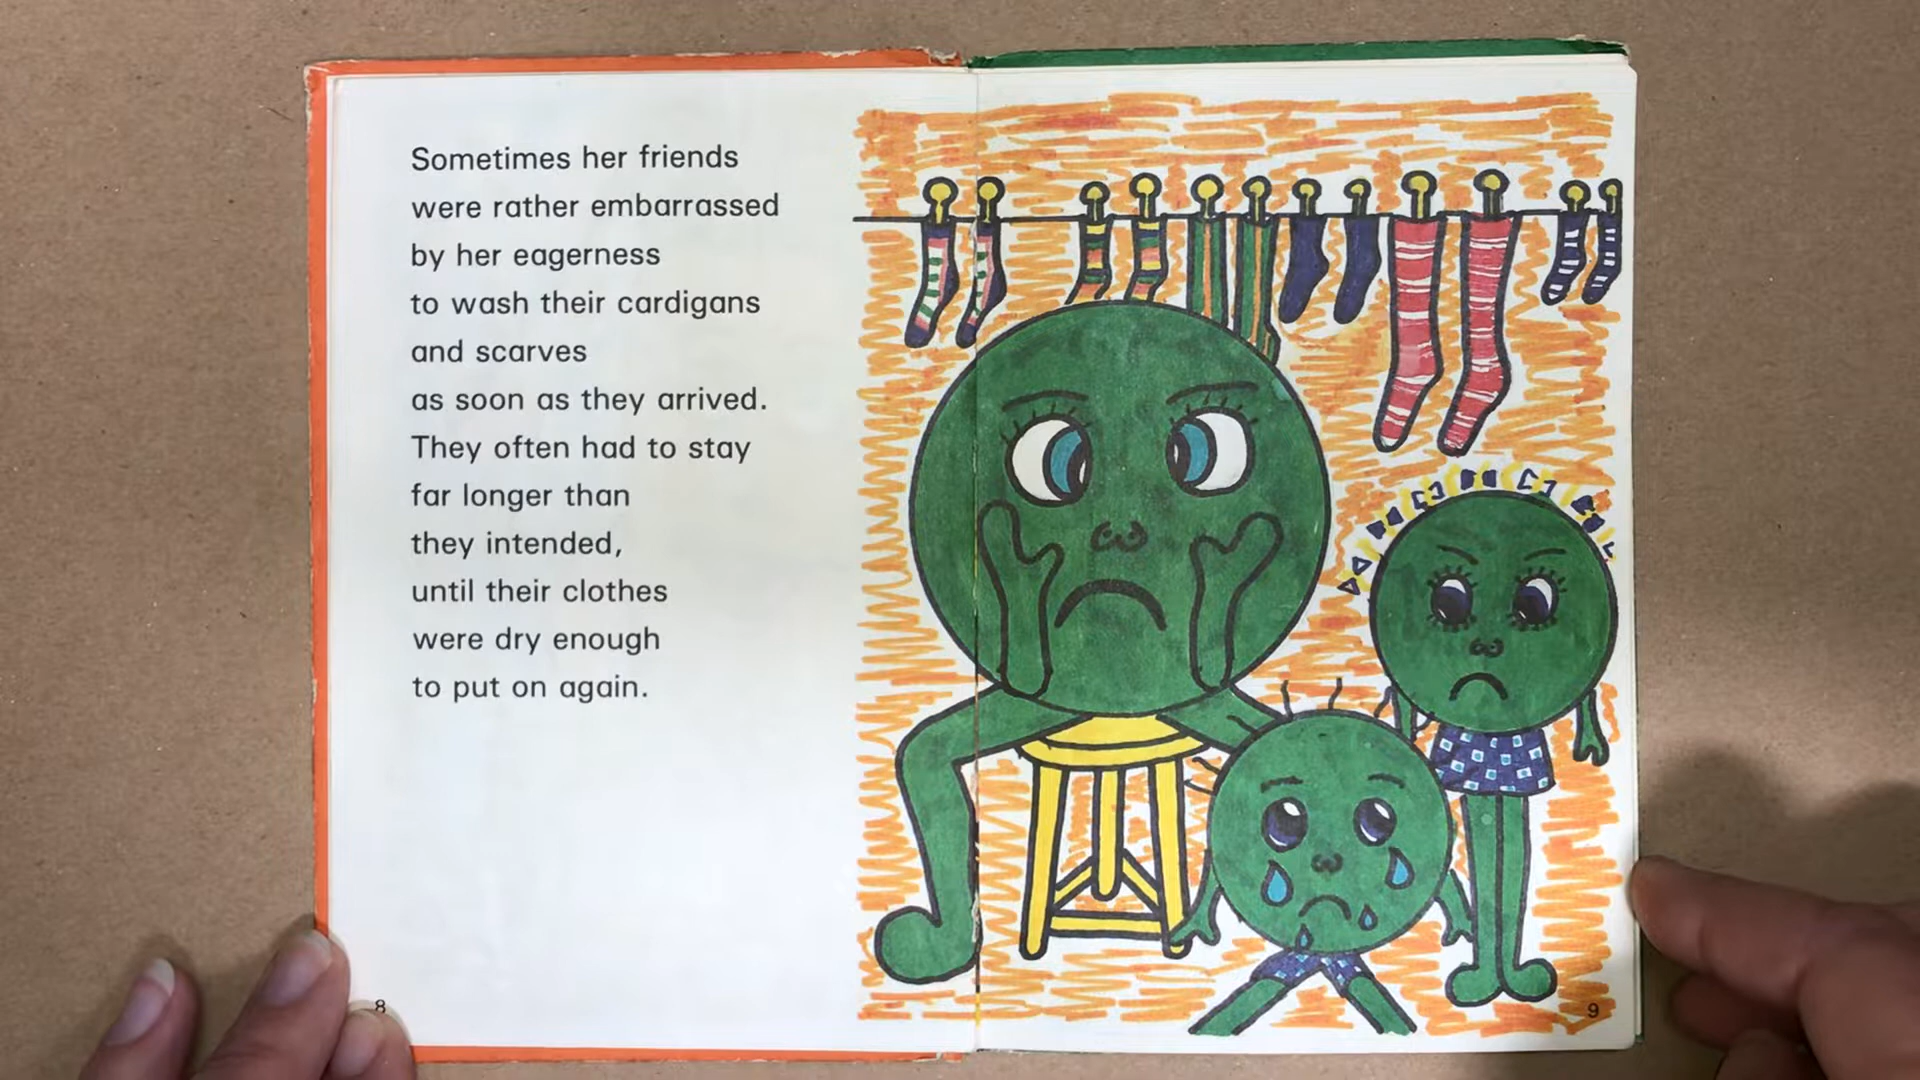 Sometimes her friends
were rather embarrassed
by her eagerness
to wash their cardigans
and scarves
as soon as they arrived.
They often had to stay
far longer than
they intended,
until their clothes
were dry enough
to put on again.
8
9